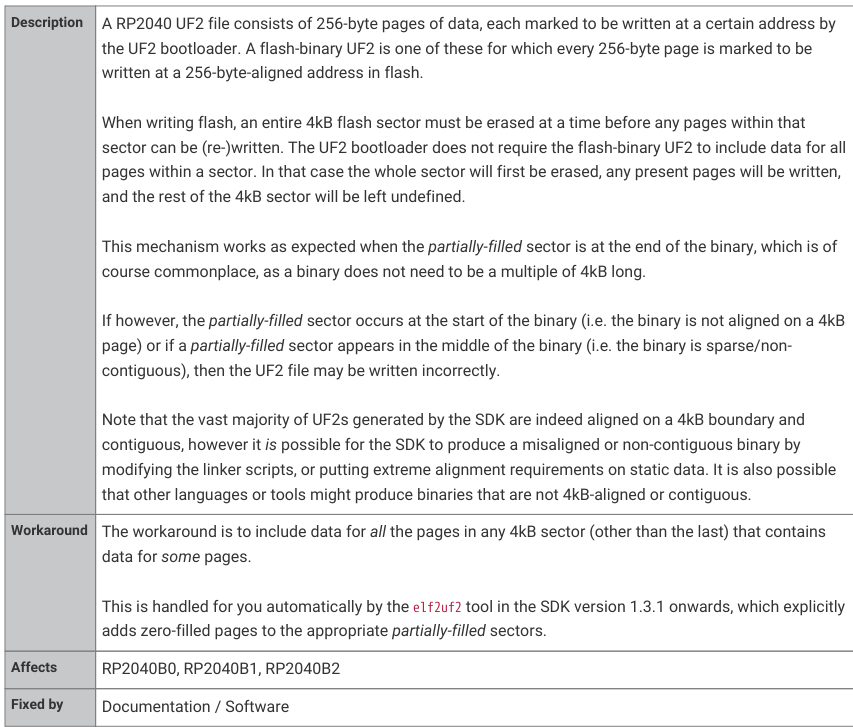 Description
A RP2040 UF2 file consists of 256-byte pages of data, each marked to be written at a certain address by
the UF2 bootloader. A flash-binary UF2 is one of these for which every 256-byte page is marked to be
written at a 256-byte-aligned address in flash.
When writing flash, an entire 4kB flash sector must be erased at a time before any pages within that
sector can be (re-)written. The UF2 bootloader does not require the flash-binary UF2 to include data for all
pages within a sector. In that case the whole sector will first be erased, any present pages will be written,
and the rest of the 4kB sector will be left undefined.
This mechanism works as expected when the partially-filled sector is at the end of the binary, which is of
course commonplace, as a binary does not need to be a multiple of 4kB long.
If however, the partially-filled sector occurs at the start of the binary (i.e. the binary is not aligned on a 4kB
page) or if a partially-filled sector appears in the middle of the binary (i.e. the binary is sparse/non-
contiguous), then the UF2 file may be written incorrectly.
Note that the vast majority of UF2s generated by the SDK are indeed aligned on a 4kB boundary and
contiguous, however it is possible for the SDK to produce a misaligned or non-contiguous binary by
modifying the linker scripts, or putting extreme alignment requirements on static data. It is also possible
that other languages or tools might produce binaries that are not 4kB-aligned or contiguous.
Workaround
The workaround is to include data for all the pages in any 4kB sector (other than the last) that contains
data for some pages.
This is handled for you automatically by the elf2uf2 tool in the SDK version 1.3.1 onwards, which explicitly
adds zero-filled pages to the appropriate partially-filled sectors.
Affects
RP2040B0, RP2040B1, RP2040B2
Fixed by
Documentation / Software